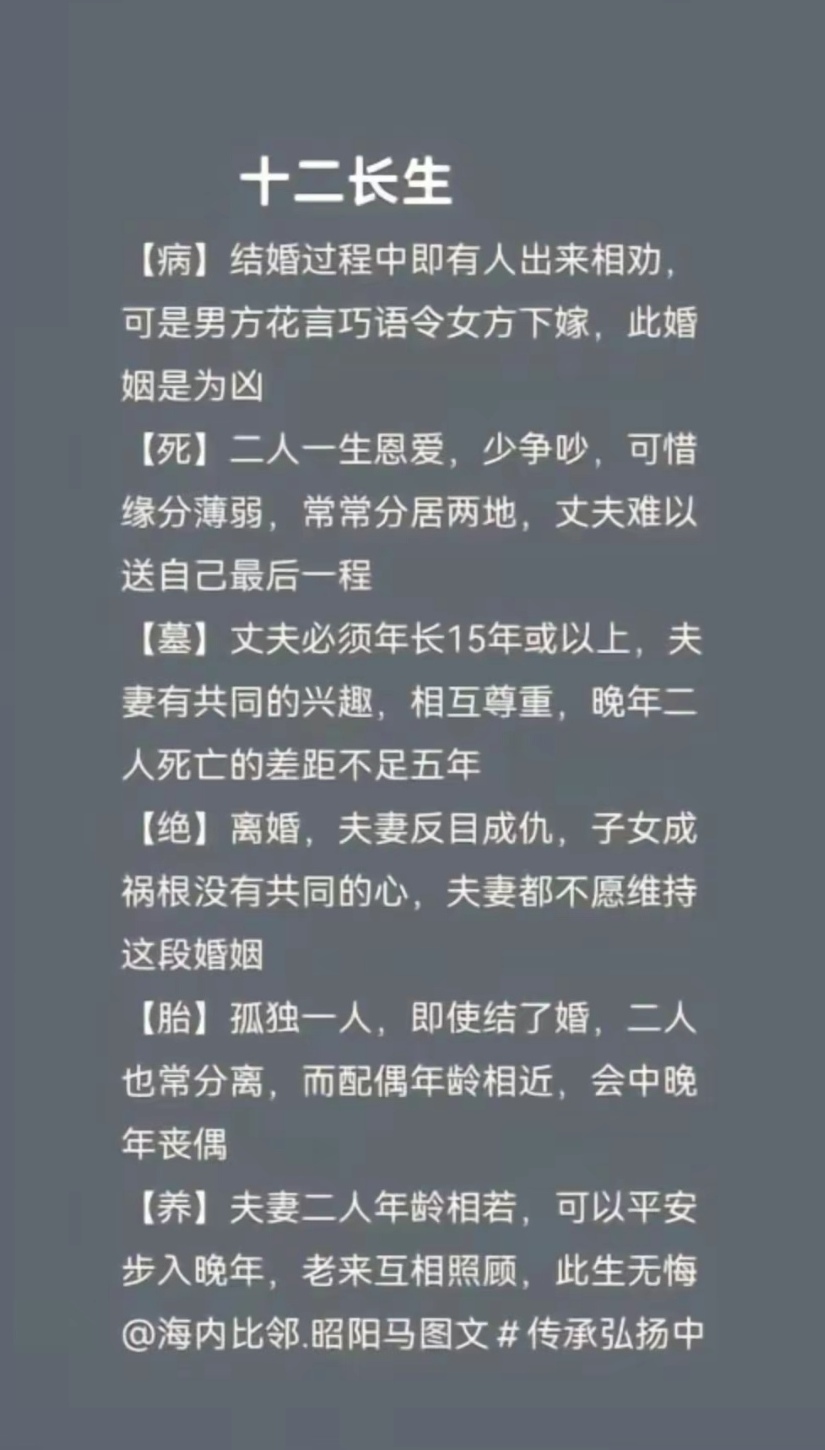 十二长生
【病】结婚过程中即有人出来相劝，
可是男方花言巧语令女方下嫁，此婚
姻是为凶
【死】二人一生恩爱，少争吵，可惜
缘分薄弱，常常分居两地，丈夫难以
送自己最后一程
【墓】丈夫必须年长15年或以上，夫
妻有共同的兴趣，相互尊重，晚年二
人死亡的差距不足五年
【绝】离婚，夫妻反目成仇，子女成
祸根没有共同的心，夫妻都不愿维持
这段婚姻
【胎】孤独一人，即使结了婚，二人
也常分离，而配偶年龄相近，会中晚
年丧偶
【养】夫妻二人年龄相若，可以平安
步入晚年，老来互相照顾，此生无悔
@海内比邻.昭阳马图文#传承弘扬中